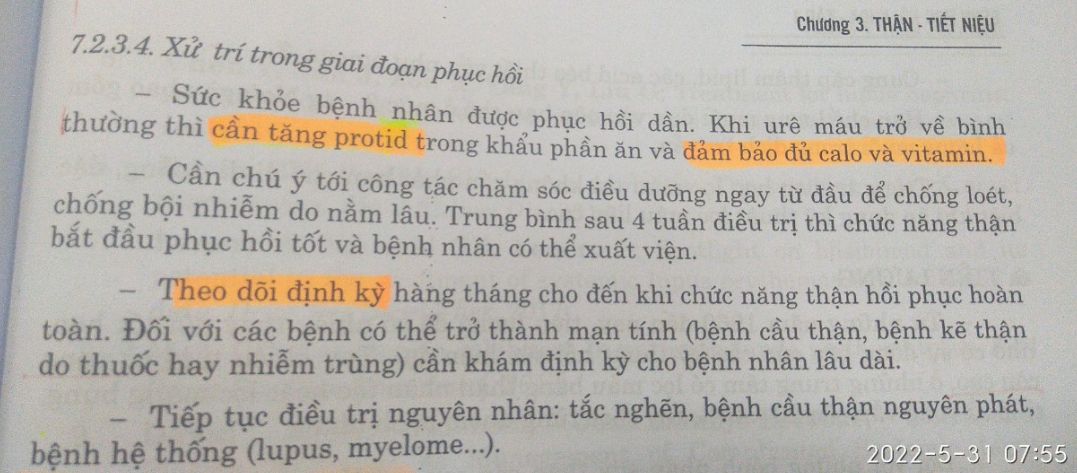 Chương 3. THẬN - TIẾT NIỆU
7.2.3.4. Xử trí trong giai đoạn phục hồi
– Sức khỏe bệnh nhân được phục hồi dần. Khi urê máu trở về bình
thường thì cần tăng protid trong khẩu phần ăn và đảm bảo đủ calo và vitamin.
– Cần chú ý tới công tác chăm sóc điều dưỡng ngay từ đầu để chống loét,
chống bội nhiễm do nằm lâu. Trung bình sau 4 tuần điều trị thì chức năng thận
bắt đầu phục hồi tốt và bệnh nhân có thể xuất viện.
– Theo dõi định kỳ hàng tháng cho đến khi chức năng thận hồi phục hoàn
toàn. Đối với các bệnh có thể trở thành mạn tính (bệnh cầu thận, bệnh kẽ thận
do thuốc hay nhiễm trùng) cần khám định kỳ cho bệnh nhân lâu dài.
– Tiếp tục điều trị nguyên nhân: tắc nghẽn, bệnh cầu thận nguyên phát,
bệnh hệ thống (lupus, myelome...).
2022-5-31 07:55